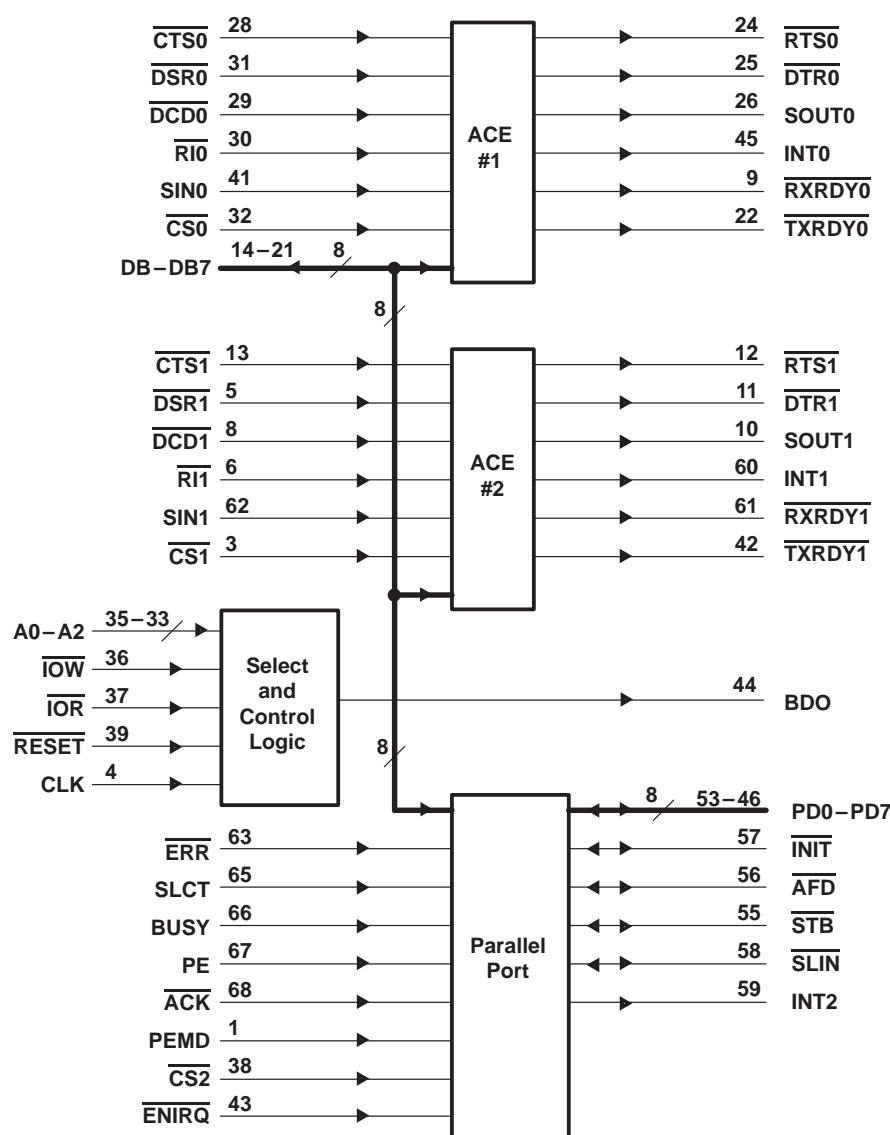 CTS0 28 24 RTS0
DSR0 31 25 DTR0
DCD0 29 26 SOUT0
RI0 30 45 INT0
SIN0 41 9 RXRDY0
CS0 32 22 TXRDY0
ACE
#1
DB–DB7 14–21 8
8
CTS1 13 12 RTS1
DSR1 5 11 DTR1
DCD1 8 10 SOUT1
RI1 6 60 INT1
SIN1 62 61 RXRDY1
CS1 3 42 TXRDY1
ACE
#2
A0–A2 35–33
IOW 36
IOR 37
RESET 39
CLK 4
Select
and
Control
Logic
44 BDO
8
8 53–46 PD0–PD7
ERR 63 57 INIT
SLCT 65 56 AFD
BUSY 66 55 STB
PE 67 58 SLIN
ACK 68 59 INT2
PEMD 1
CS2 38
ENIRQ 43
Parallel
Port